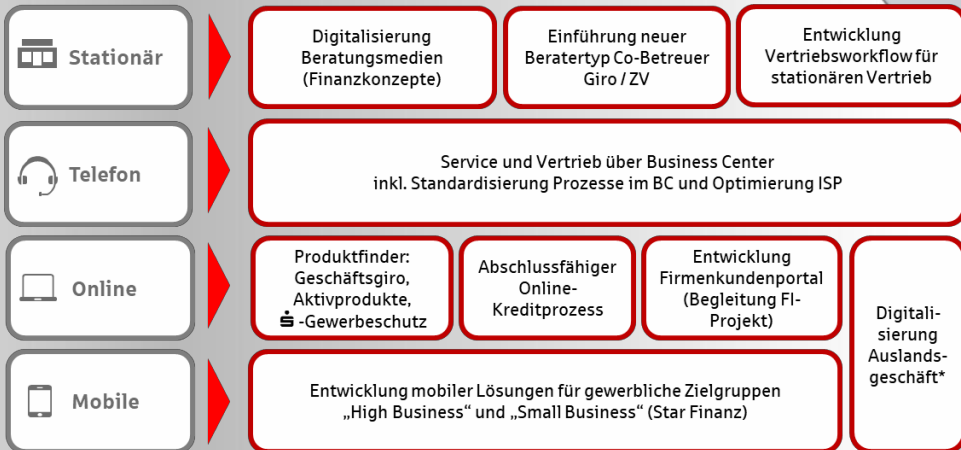 Stationär
Digitalisierung
Beratungsmedien
(Finanzkonzepte)
Einführung neuer
Beratertyp Co-Betreuer
Giro / ZV
Entwicklung
Vertriebsworkflow für
stationären Vertrieb
Telefon
Service und Vertrieb über Business Center
inkl. Standardisierung Prozesse im BC und Optimierung ISP
Online
Produktfinder:
Geschäftsgiro,
Aktivprodukte,
-Gewerbeschutz
Abschlussfähiger
Online-
Kreditprozess
Entwicklung
Firmenkundenportal
(Begleitung FI-
Projekt)
Digitali-
sierung
Auslands-
geschäft*
Mobile
Entwicklung mobiler Lösungen für gewerbliche Zielgruppen
„High Business“ und „Small Business“ (Star Finanz)